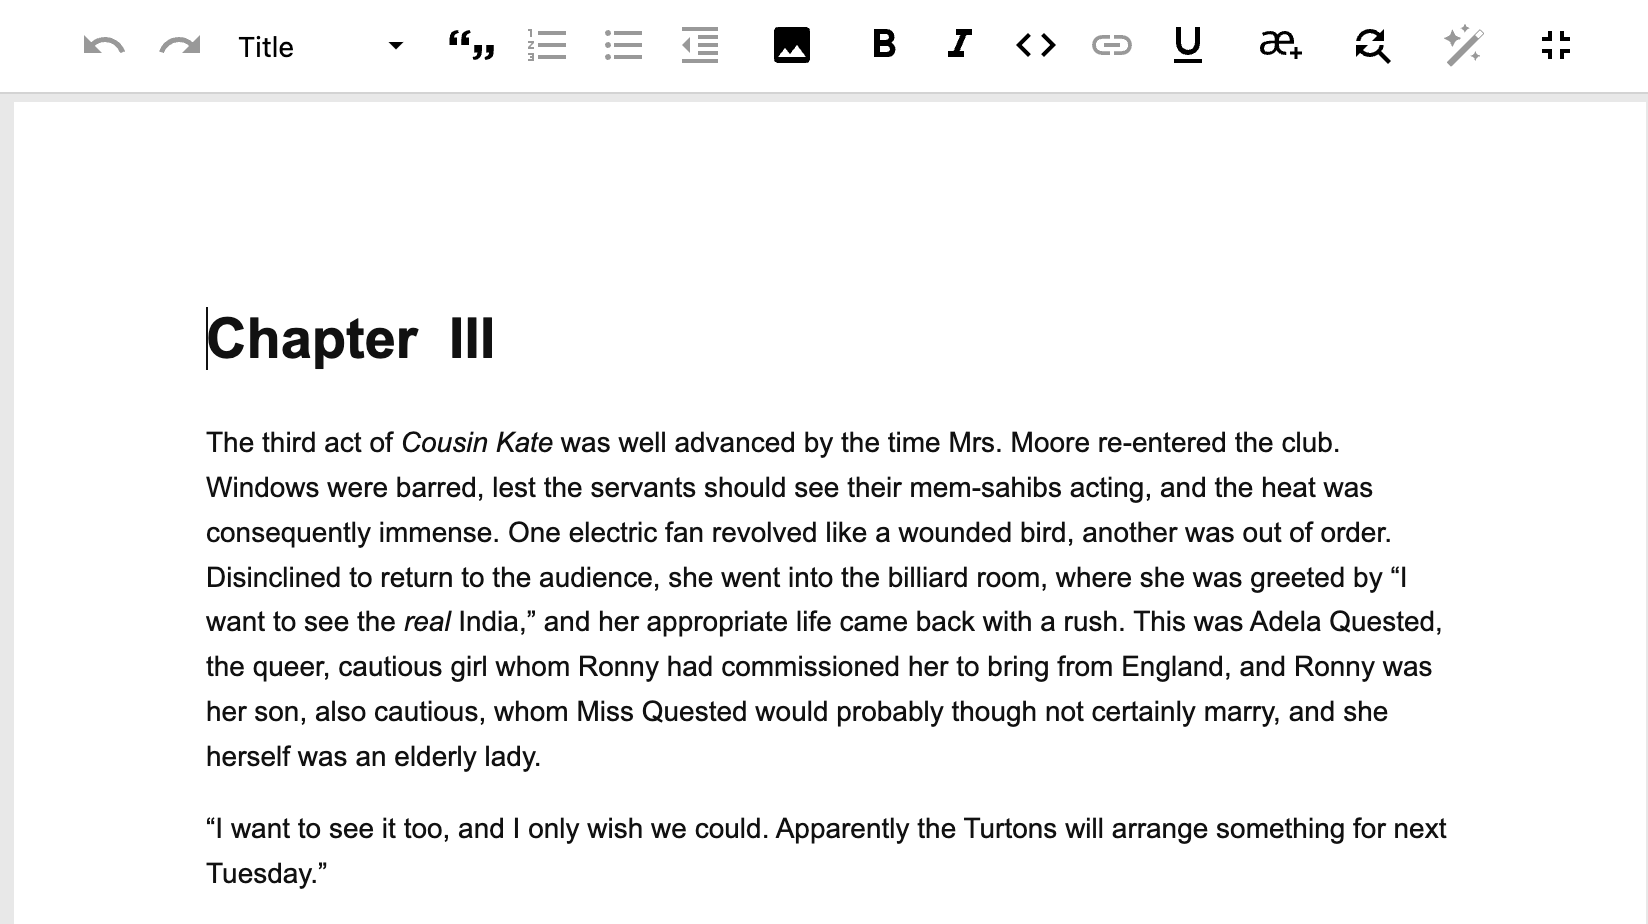 Title
Chapter III
The third act of Cousin Kate was well advanced by the time Mrs. Moore re-entered the club.
Windows were barred, lest the servants should see their mem-sahibs acting, and the heat was
consequently immense. One electric fan revolved like a wounded bird, another was out of order.
Disinclined to return to the audience, she went into the billiard room, where she was greeted by “I
want to see the real India,” and her appropriate life came back with a rush. This was Adela Quested,
the queer, cautious girl whom Ronny had commissioned her to bring from England, and Ronny was
her son, also cautious, whom Miss Quested would probably though not certainly marry, and she
herself was an elderly lady.
“I want to see it too, and I only wish we could. Apparently the Turtons will arrange something for next
Tuesday.”